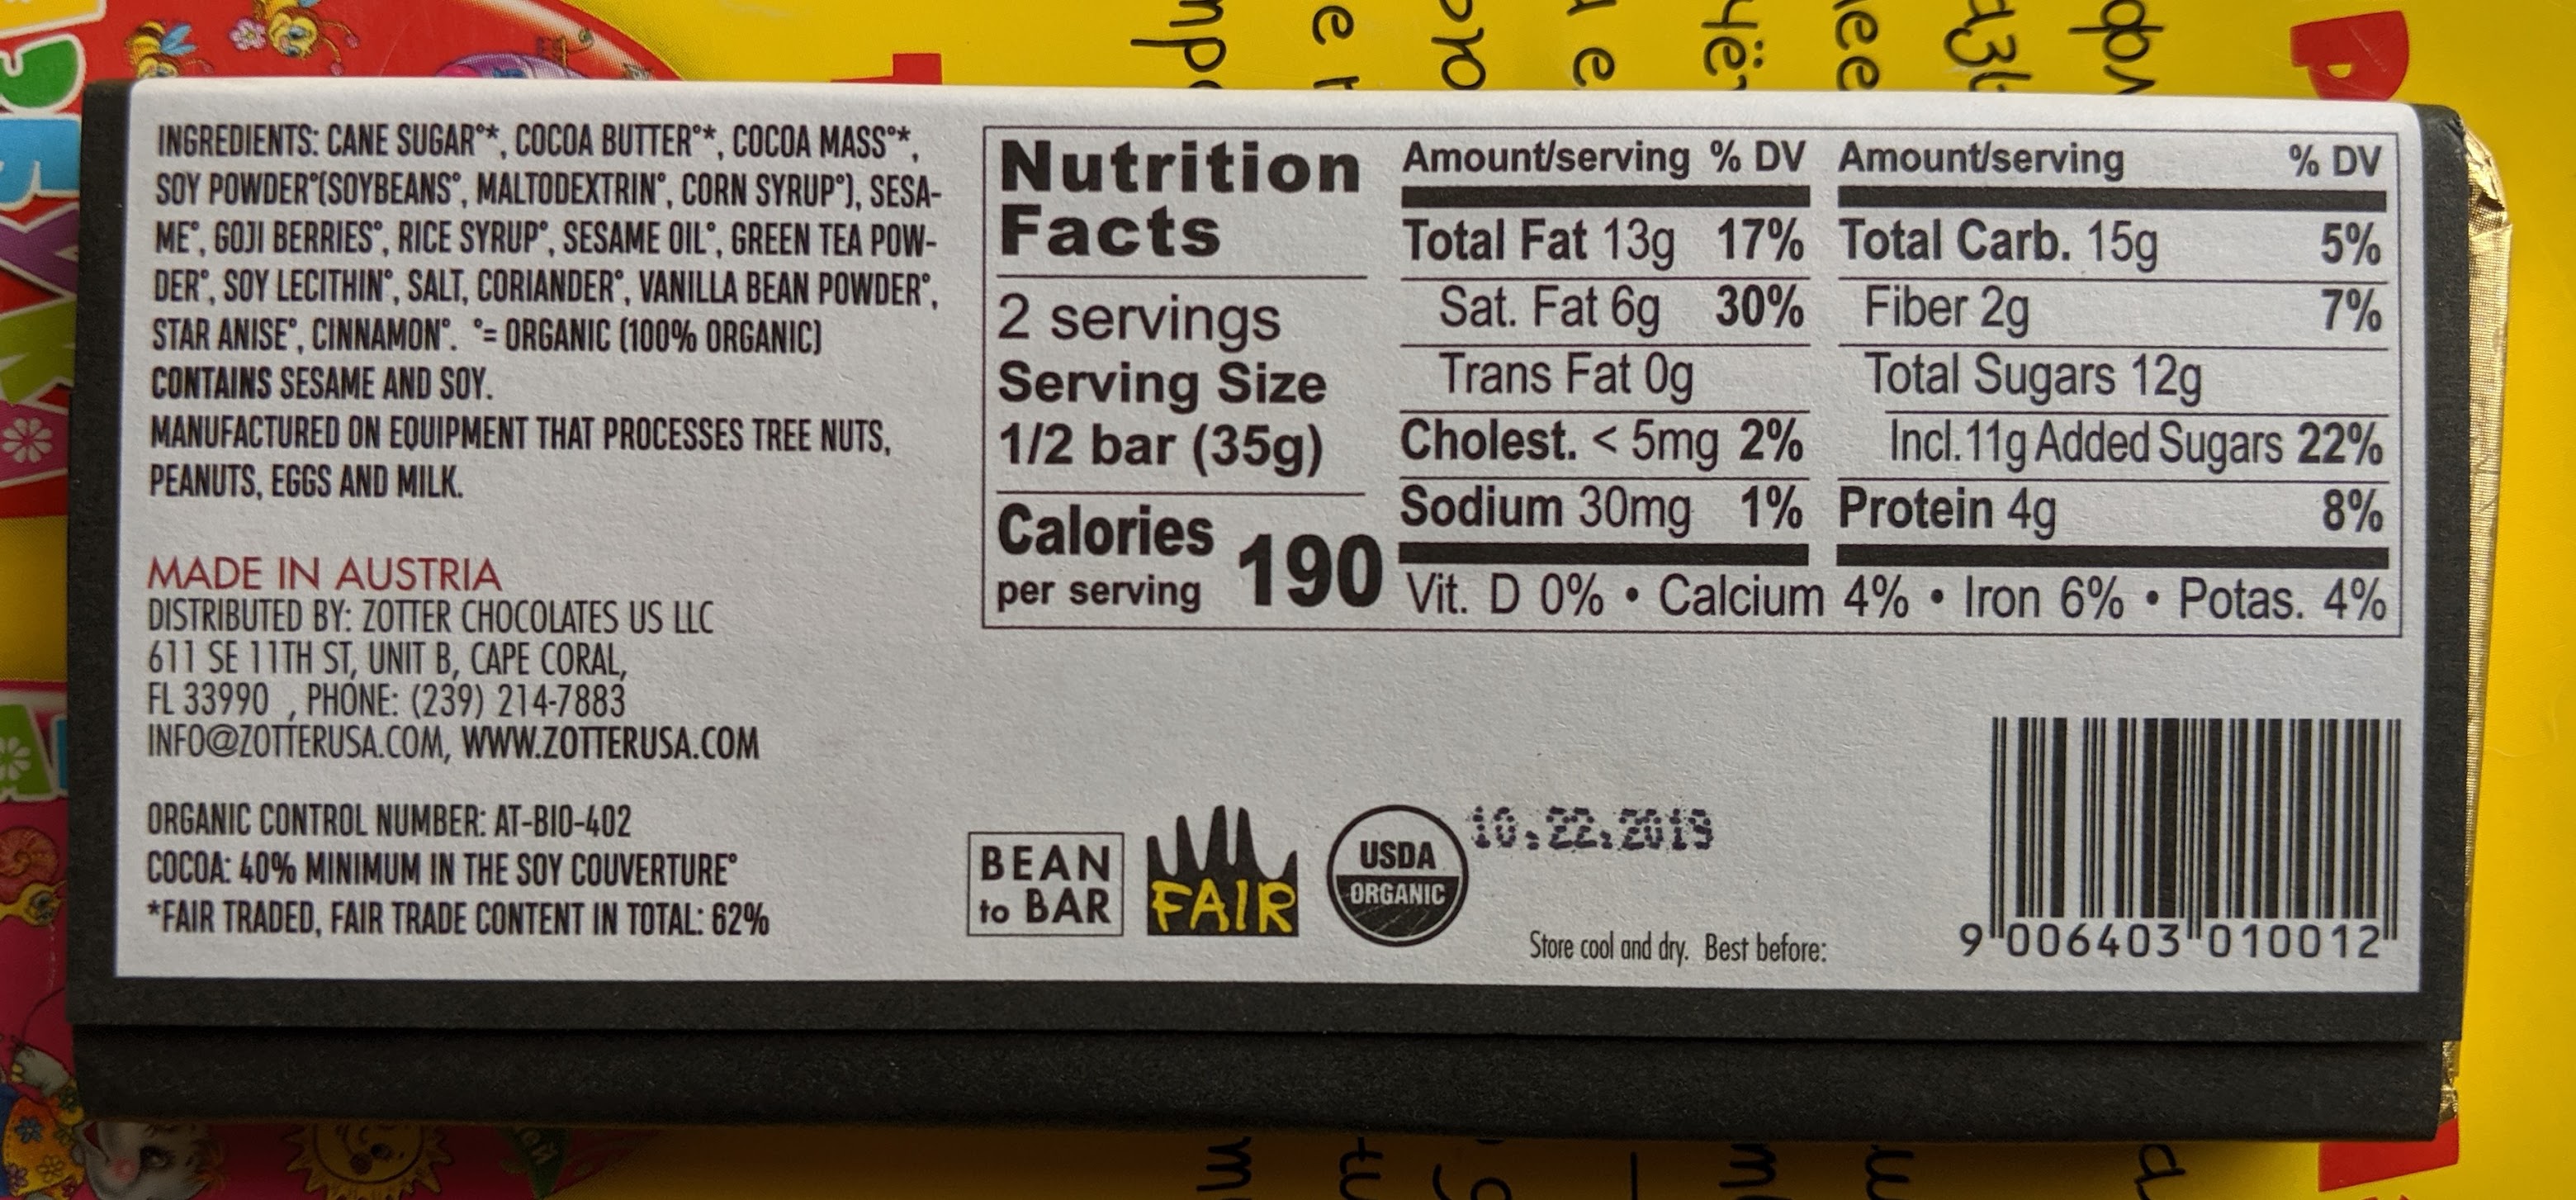 INGREDIENTS: CANE SUGAR°*, COCOA BUTTER°*, COCOA MASS°*,
SOY POWDER°(SOYBEANS°, MALTODEXTRIN°, CORN SYRUP°), SESA-
ME°, GOJI BERRIES°, RICE SYRUP°, SESAME OIL°, GREEN TEA POW-
DER°, SOY LECITHIN°, SALT, CORIANDER°, VANILLA BEAN POWDER°,
STAR ANISE°, CINNAMON°. °= ORGANIC (100% ORGANIC)
CONTAINS SESAME AND SOY.
MANUFACTURED ON EQUIPMENT THAT PROCESSES TREE NUTS,
PEANUTS, EGGS AND MILK.
MADE IN AUSTRIA
DISTRIBUTED BY: ZOTTER CHOCOLATES US LLC
611 SE 11TH ST, UNIT B, CAPE CORAL,
FL 33990 , PHONE: (239) 214-7883
INFO@ZOTTERUSA.COM, WWW.ZOTTERUSA.COM
ORGANIC CONTROL NUMBER: AT-BIO-402
COCOA: 40% MINIMUM IN THE SOY COUVERTURE°
*FAIR TRADED, FAIR TRADE CONTENT IN TOTAL: 62%
Nutrition
Facts
2 servings
Serving Size
1/2 bar (35g)
Calories
per serving 190
Amount/serving % DV
Total Fat 13g 17%
Sat. Fat 6g 30%
Trans Fat 0g
Cholest. < 5mg 2%
Sodium 30mg 1%
Amount/serving % DV
Total Carb. 15g 5%
Fiber 2g 7%
Total Sugars 12g
Incl. 11g Added Sugars 22%
Protein 4g 8%
Vit. D 0% • Calcium 4% • Iron 6% • Potas. 4%
BEAN
to BAR
FAIR
USDA
ORGANIC
10.22.2019
Store cool and dry. Best before:
9 006403 010012